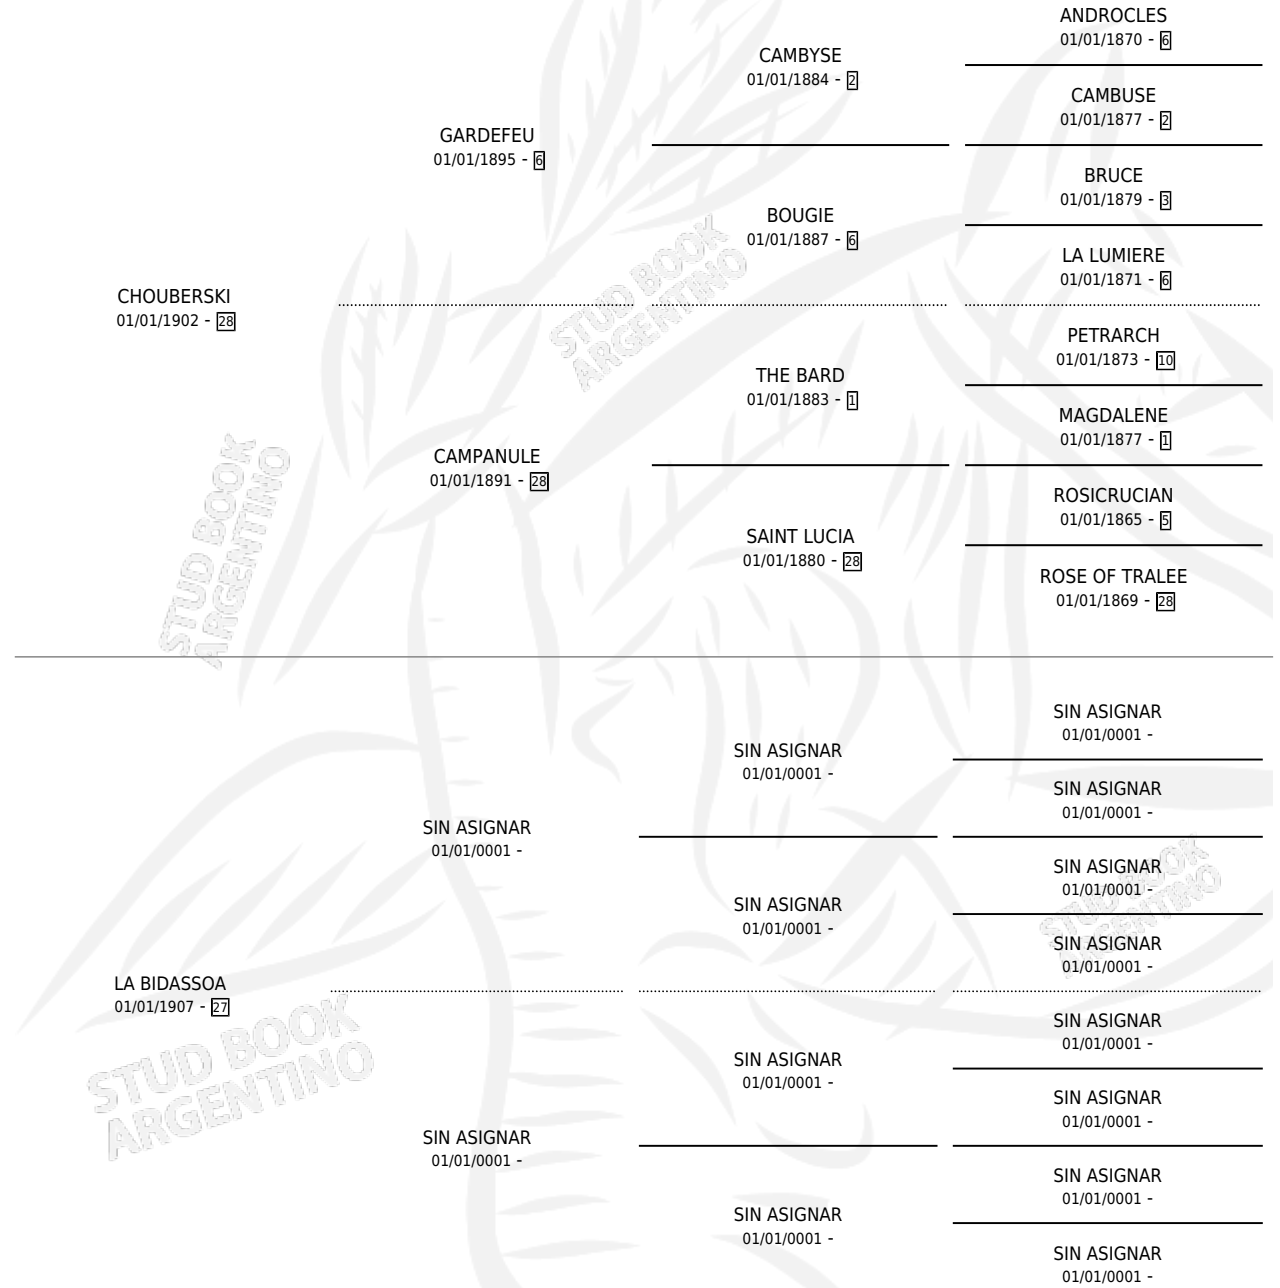 ANDROCLES
01/01/1870 - 6
CAMBYSE
01/01/1884 - 2
CAMBUSE
01/01/1877 - 2
GARDEFEU
01/01/1895 - 6
BRUCE
01/01/1879 - 3
BOUGIE
01/01/1887 - 6
LA LUMIERE
01/01/1871 - 6
CHOUBERSKI
01/01/1902 - 28
PETRARCH
01/01/1873 - 10
THE BARD
01/01/1883 - 1
MAGDALENE
01/01/1877 - 1
CAMPANULE
01/01/1891 - 28
ROSICRUCIAN
01/01/1865 - 5
SAINT LUCIA
01/01/1880 - 28
ROSE OF TRALEE
01/01/1869 - 28
STUD BOOK
ARGENTINO
STUD BOOK
ARGENTINO
SIN ASIGNAR
01/01/0001 -
SIN ASIGNAR
01/01/0001 -
SIN ASIGNAR
01/01/0001 -
SIN ASIGNAR
01/01/0001 -
SIN ASIGNAR
01/01/0001 -
SIN ASIGNAR
01/01/0001 -
SIN ASIGNAR
01/01/0001 -
LA BIDASSOA
01/01/1907 - 27
SIN ASIGNAR
01/01/0001 -
SIN ASIGNAR
01/01/0001 -
SIN ASIGNAR
01/01/0001 -
SIN ASIGNAR
01/01/0001 -
SIN ASIGNAR
01/01/0001 -
SIN ASIGNAR
01/01/0001 -
SIN ASIGNAR
01/01/0001 -
STUD BOOK
ARGENTINO
STUD BOOK
ARGENTINO